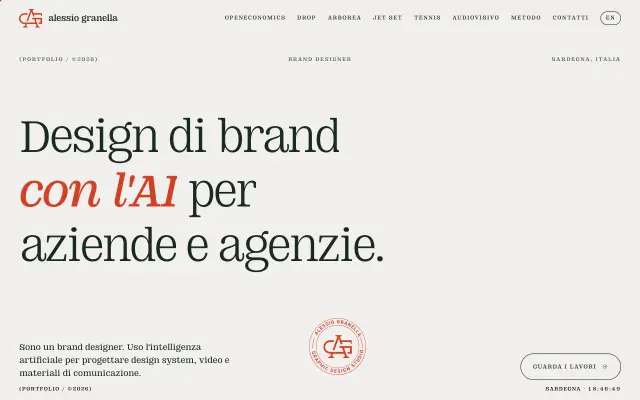 alessio granella
OPENECONOMICS DROP ARBOREA JET SET TENNIS AUDIOVISIVO METODO CONTATTI EN
(PORTFOLIO / ©2026) BRAND DESIGNER SARDEGNA, ITALIA
Design di brand
con l'AI per
aziende e agenzie.
ALESSIO GRANELLA
GRAPHIC DESIGN STUDIO
Sono un brand designer. Uso l'intelligenza
artificiale per progettare design system, video e
materiali di comunicazione.
GUARDA I LAVORI
(PORTFOLIO / ©2026) SARDEGNA · 18:46:49